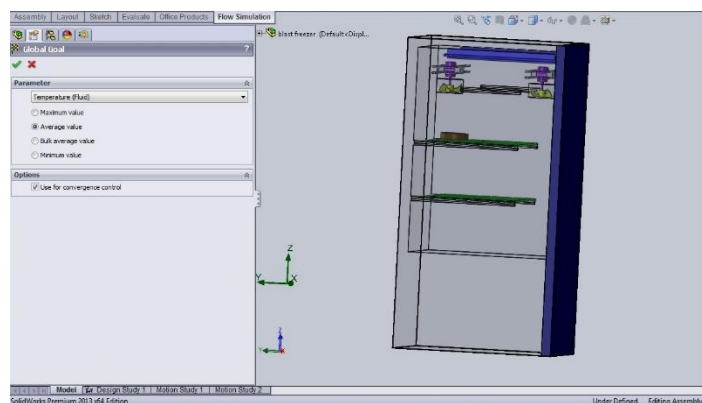 Assembly Layout Sketch Evaluate Office Products Flow Simulation
Global Goal ?
Parameter
Temperature (Fluid)
Maximum value
Average value
Bulk average value
Minimum value
Options
Use for convergence control
blast freezer (Default<Displ...
Z
Y X
Z
Y X
Model Design Study 1 Motion Study 1 Motion Study 2
SolidWorks Premium 2013 x64 Edition Under Defined Editing Assembly